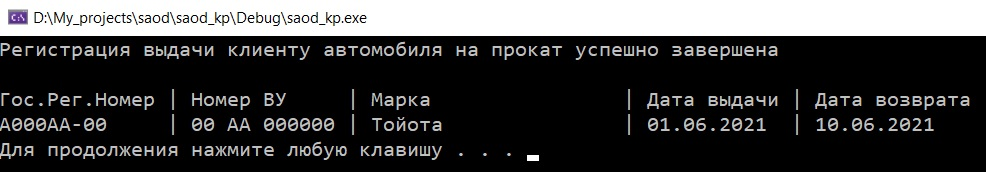 D:\My_projects\saod\saod_kp\Debug\saod_kp.exe
Регистрация выдачи клиенту автомобиля на прокат успешно завершена
Гос.Рег.Номер | Номер ВУ | Марка | Дата выдачи | Дата возврата
А000АА-00 | 00 АА 000000 | Тойота | 01.06.2021 | 10.06.2021
Для продолжения нажмите любую клавишу . . .